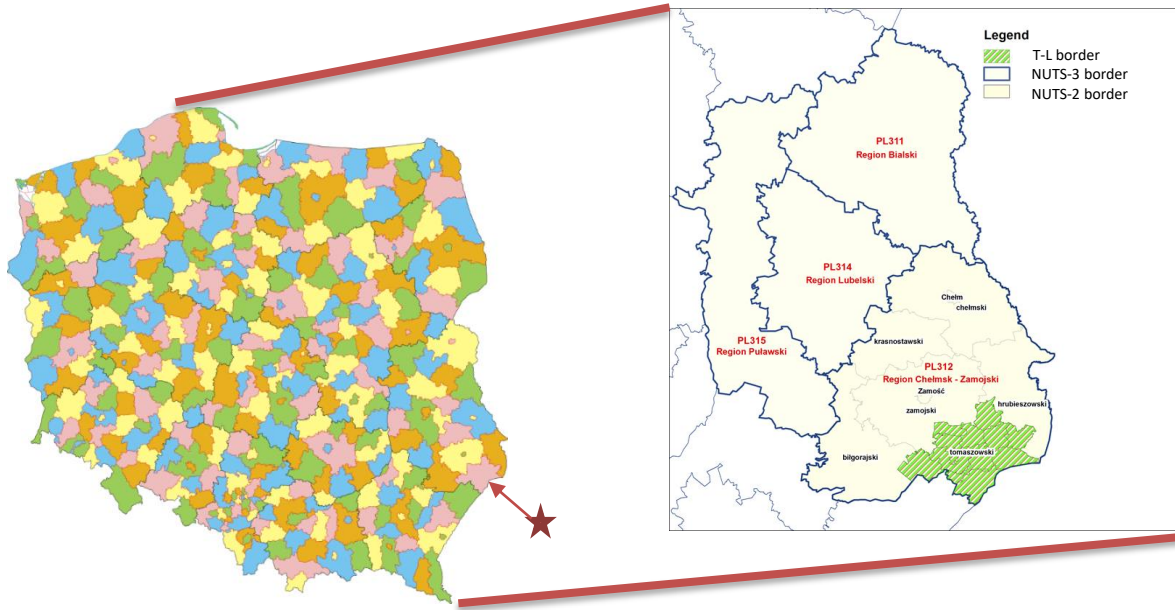 Legend
T-L border
NUTS-3 border
NUTS-2 border
PL311
Region Bialski
PL314
Region Lubelski
Chełm
chełmski
krasnostawski
PL315
Region Puławski
PL312
Region Chełmsk - Zamojski
Zamość
hrubieszowski
zamojski
tomaszowski
biłgorajski